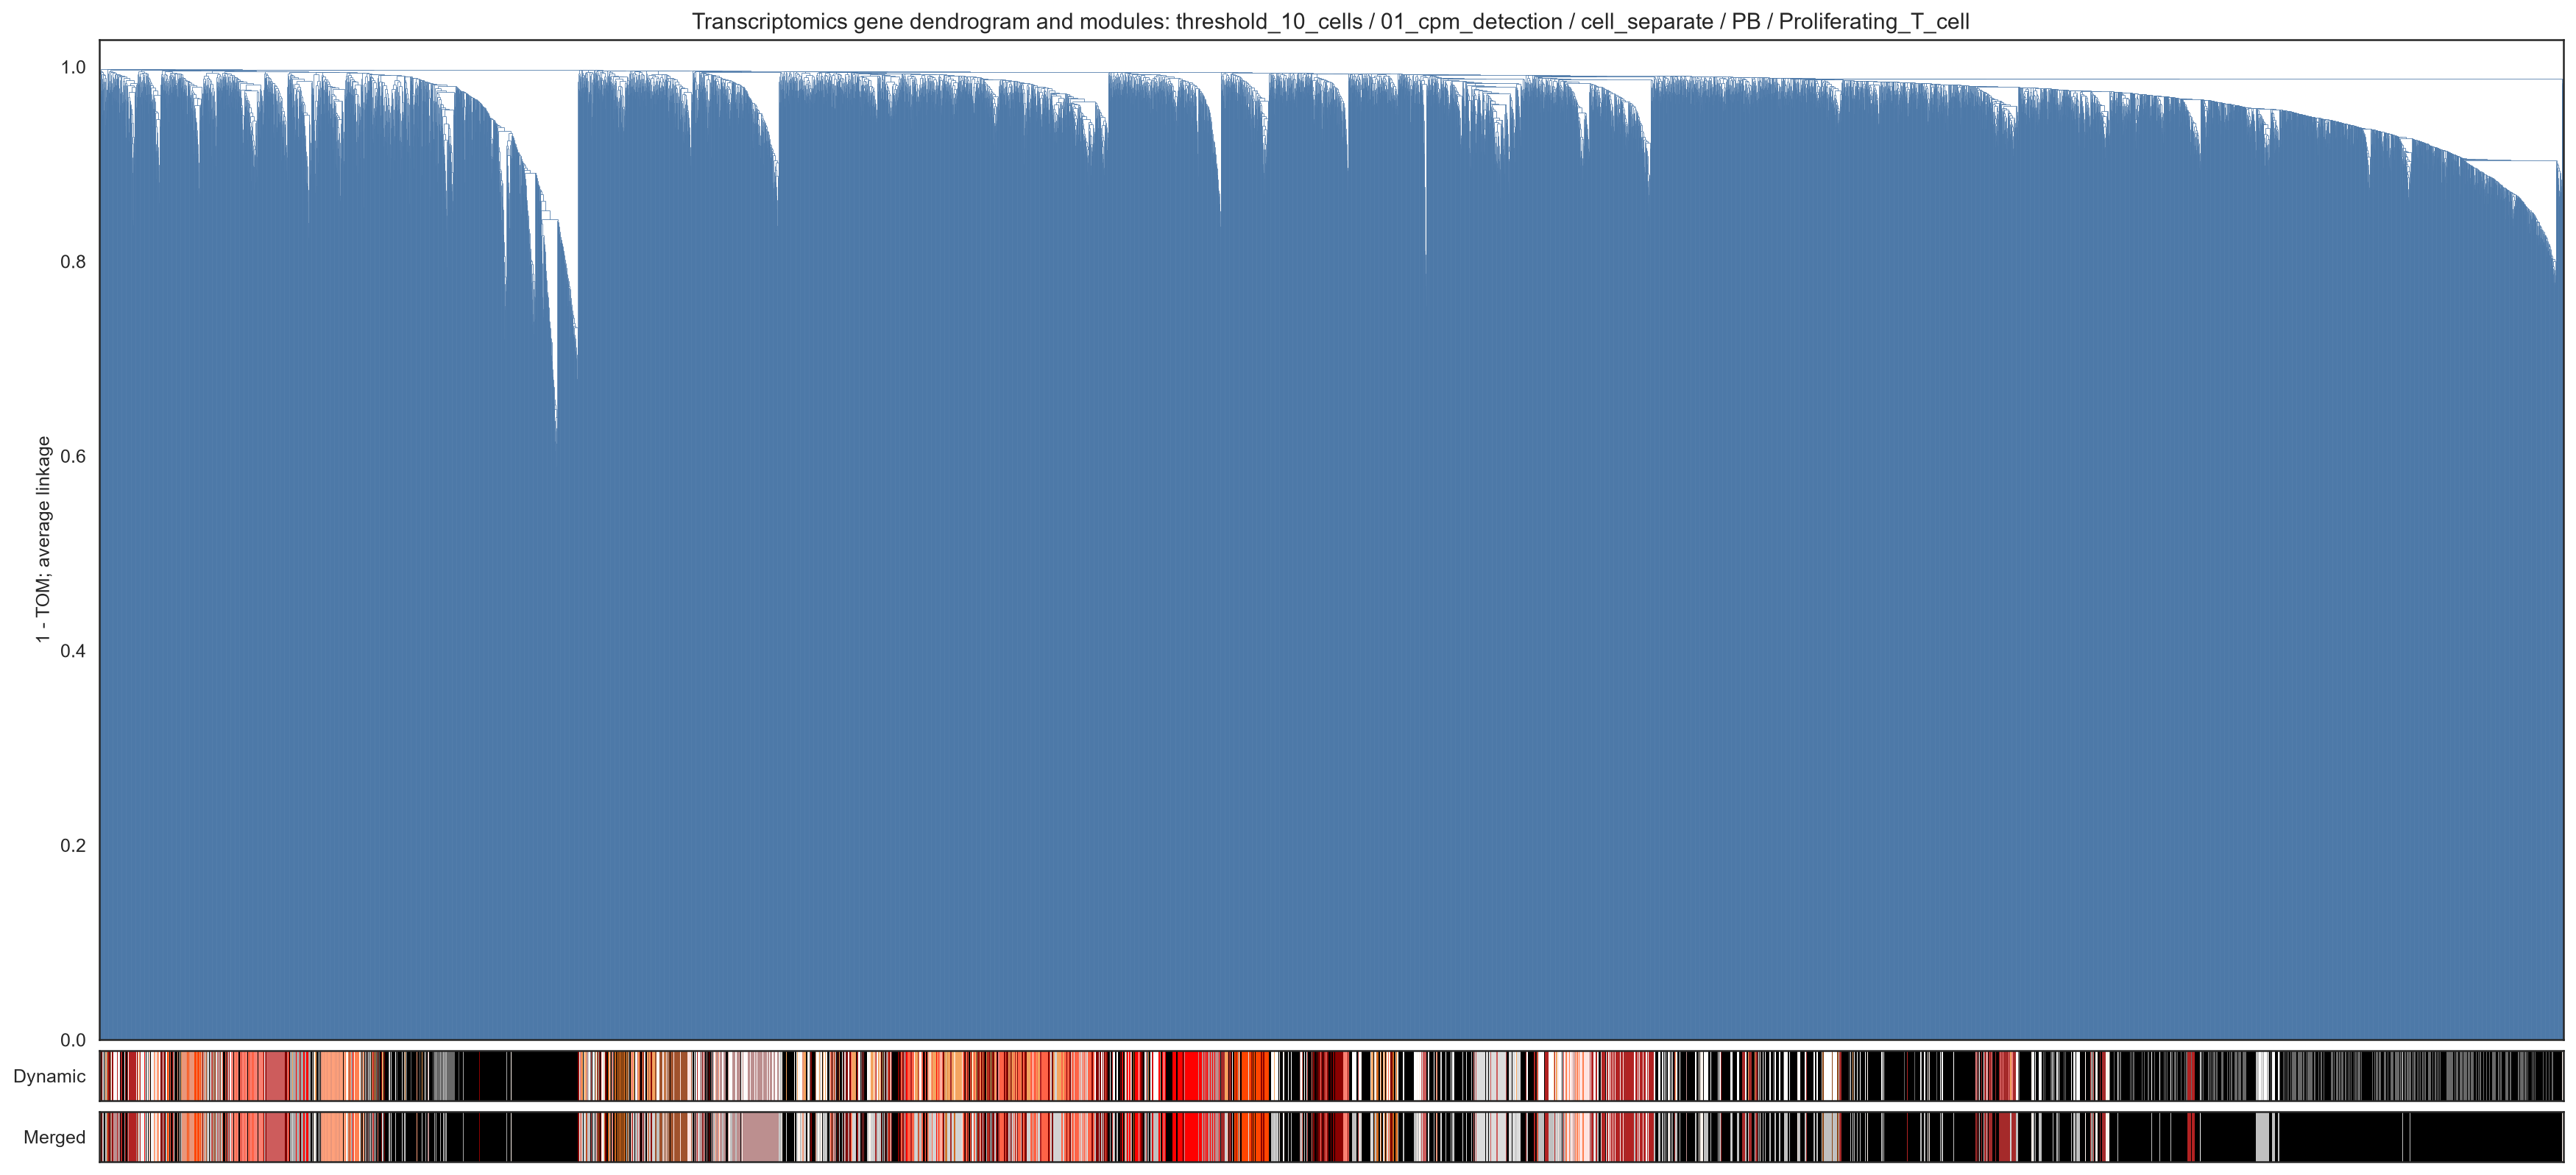 Transcriptomics gene dendrogram and modules: threshold_10_cells / 01_cpm_detection / cell_separate / PB / Proliferating_T_cell
1 - TOM; average linkage
1.0
0.8
0.6
0.4
0.2
0.0
Dynamic
Merged